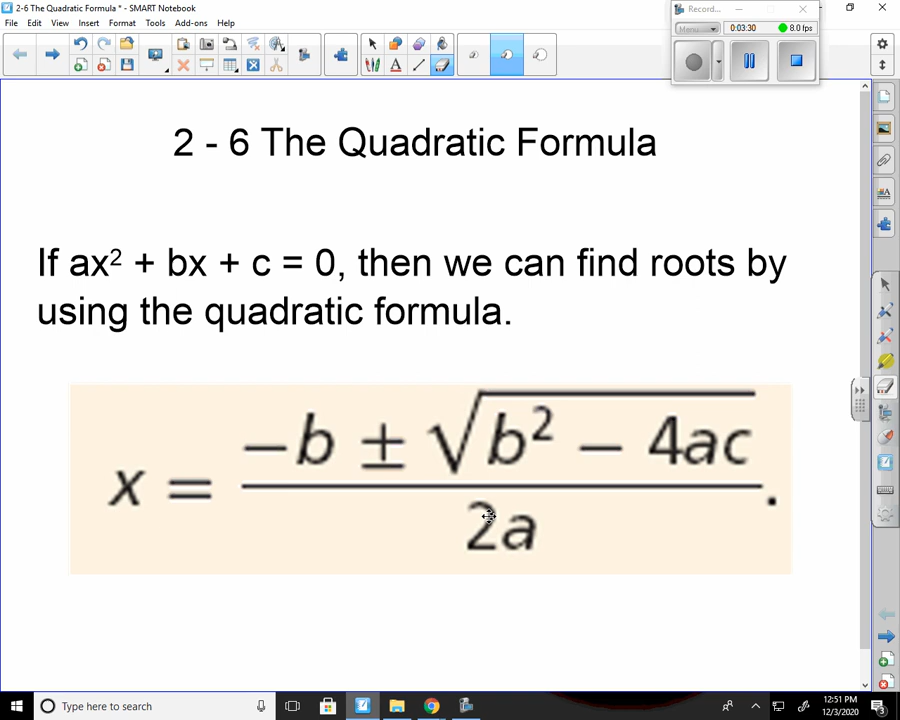 2-6 The Quadratic Formula * - SMART Notebook
File Edit View Insert Format Tools Add-ons Help
Record...
Menu
03:30
8.0 fps
2 - 6 The Quadratic Formula
If ax² + bx + c = 0, then we can find roots by
using the quadratic formula.
x = (-b ± √(b² - 4ac)) / 2a.
Type here to search
12:51 PM
12/3/2020
3